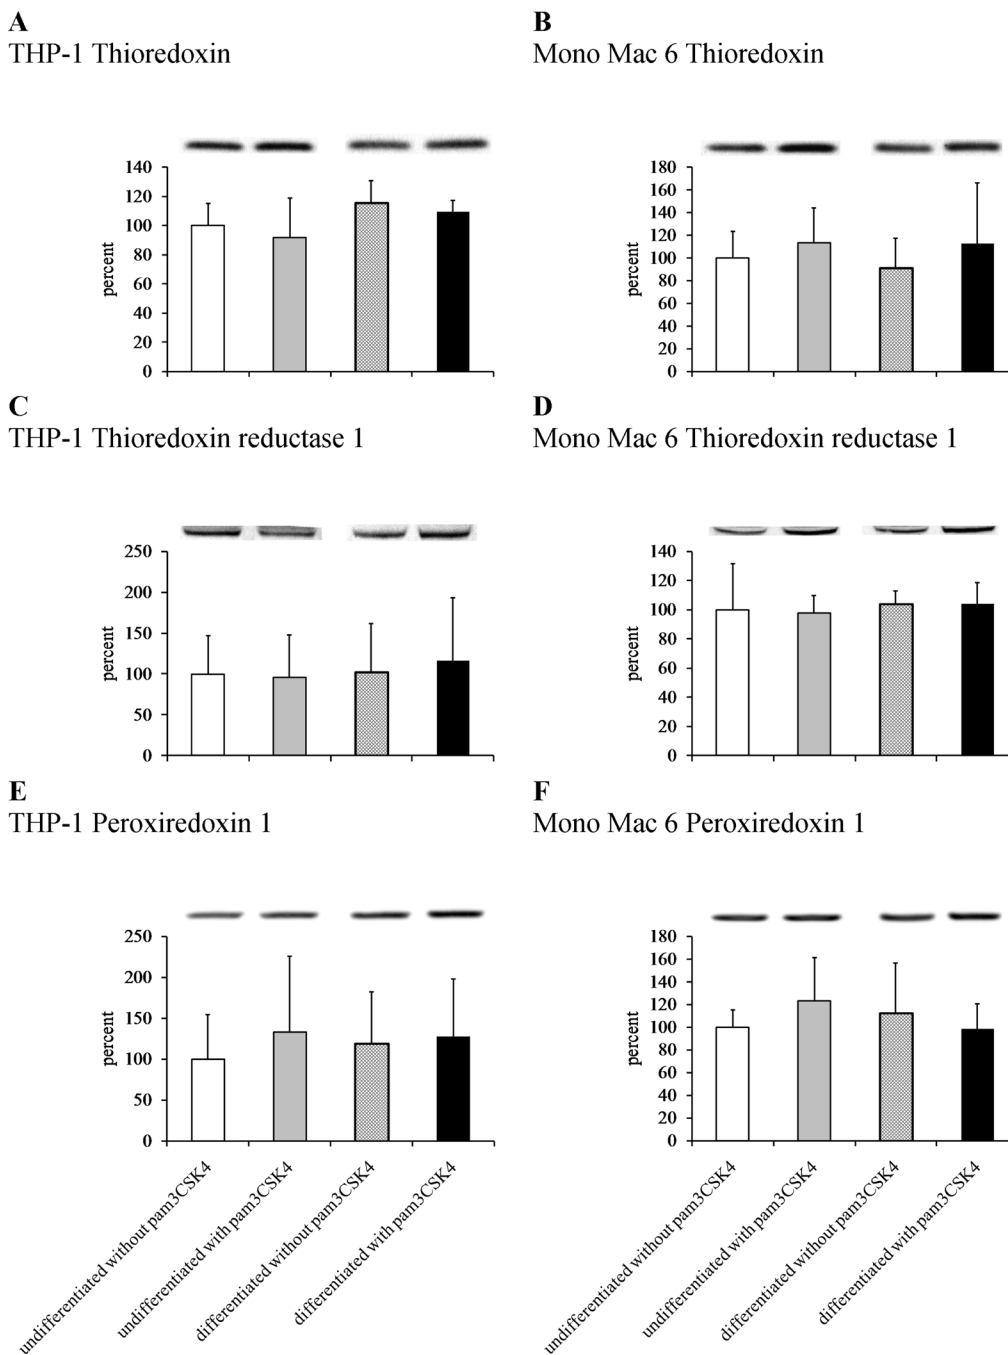 A
THP-1 Thioredoxin
140
120
100
80
60
40
20
0
percent
B
Mono Mac 6 Thioredoxin
180
160
140
120
100
80
60
40
20
0
percent
C
THP-1 Thioredoxin reductase 1
250
200
150
100
50
0
percent
D
Mono Mac 6 Thioredoxin reductase 1
140
120
100
80
60
40
20
0
percent
E
THP-1 Peroxiredoxin 1
250
200
150
100
50
0
percent
undifferentiated without pam3CSK4
undifferentiated with pam3CSK4
differentiated without pam3CSK4
differentiated with pam3CSK4
F
Mono Mac 6 Peroxiredoxin 1
180
160
140
120
100
80
60
40
20
0
percent
undifferentiated without pam3CSK4
undifferentiated with pam3CSK4
differentiated without pam3CSK4
differentiated with pam3CSK4